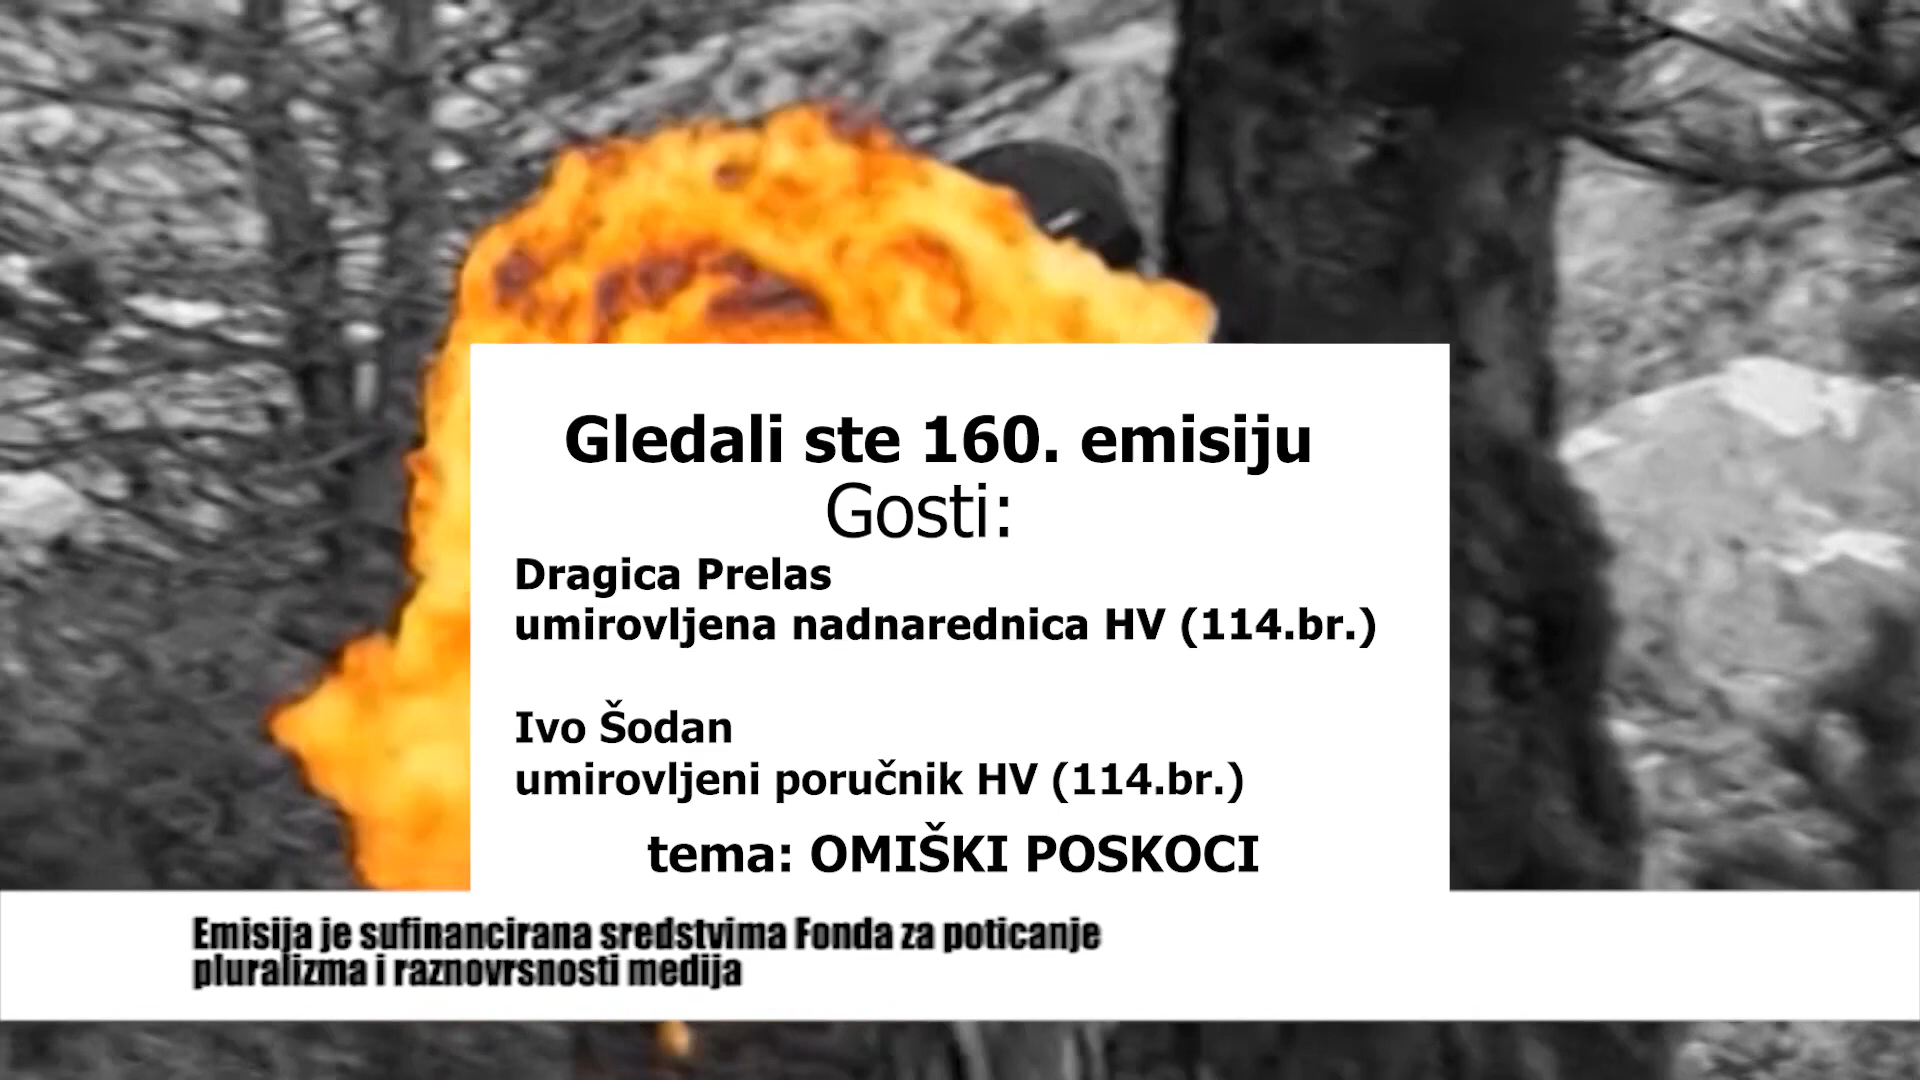 Gledali ste 160. emisiju
Gosti:
Dragica Prelas
umirovljena nadnarednica HV (114.br.)
Ivo Šodan
umirovljeni poručnik HV (114.br.)
tema: OMIŠKI POSKOCI
Emisija je sufinancirana sredstvima Fonda za poticanje
pluralizma i raznovrsnosti medija